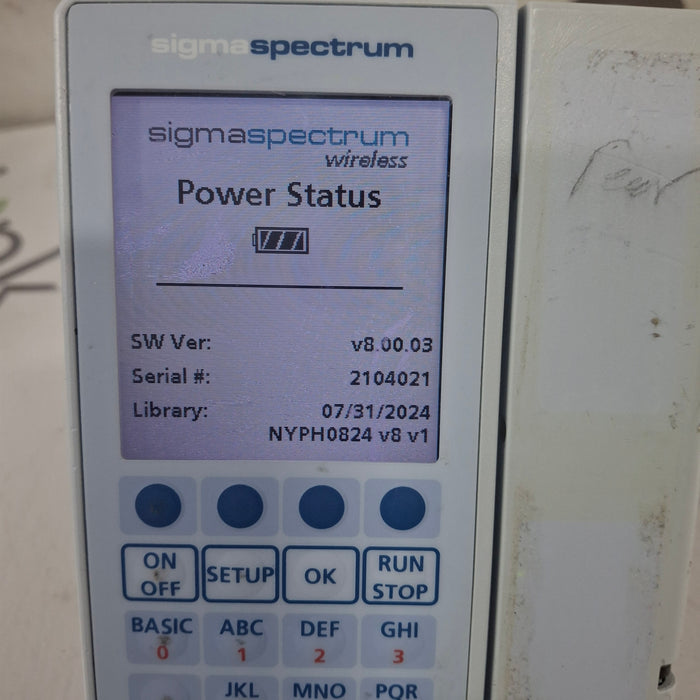 sigmaspectrum
sigmaspectrum
wireless
Power Status
SW Ver: v8.00.03
Serial #: 2104021
Library: 07/31/2024
NYPH0824 v8 v1
ON OFF SETUP OK RUN STOP
BASIC ABC DEF GHI
0 1 2 3
JKL MNO PQR